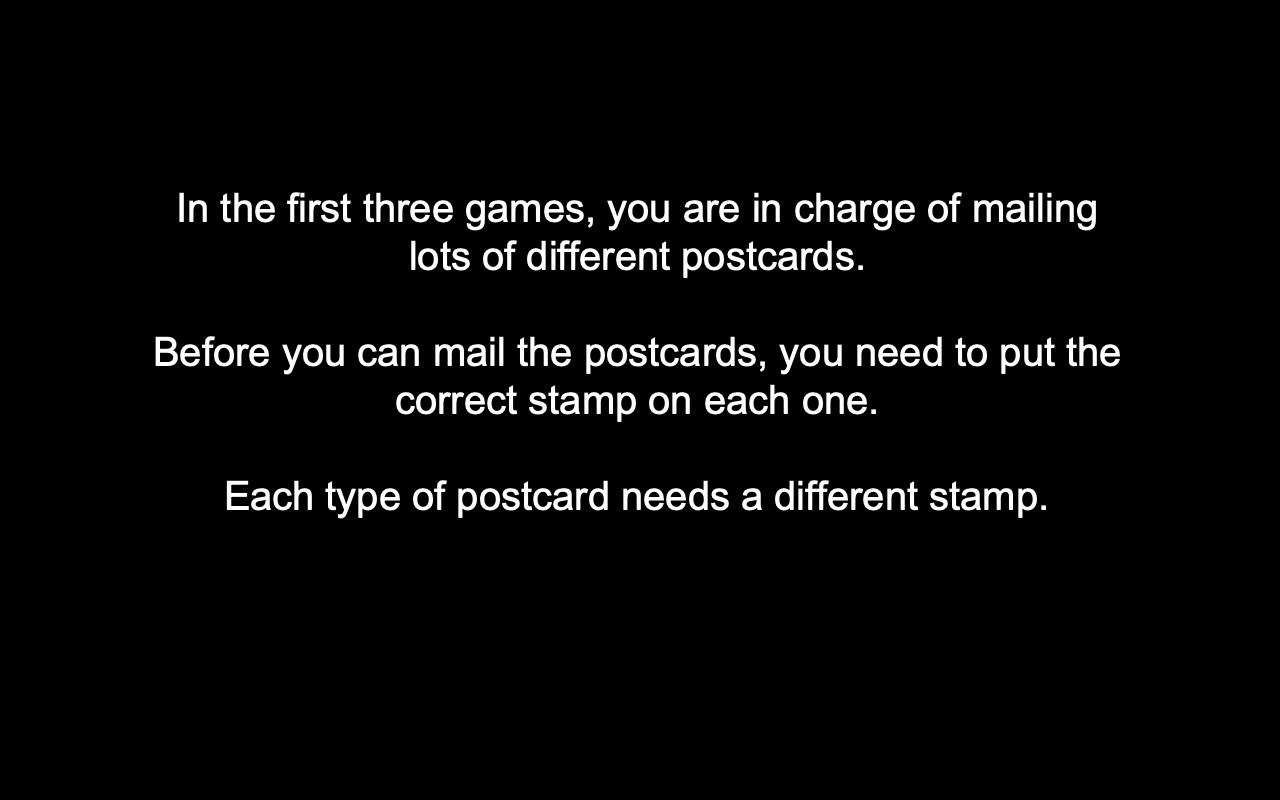 In the first three games, you are in charge of mailing
lots of different postcards.
Before you can mail the postcards, you need to put the
correct stamp on each one.
Each type of postcard needs a different stamp.